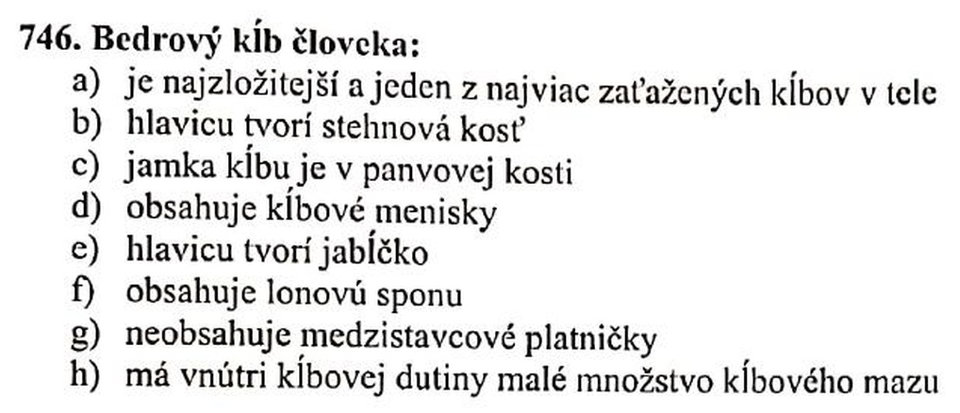 746. Bedrový kĺb človeka:
a) je najzložitejší a jeden z najviac zaťažených kĺbov v tele
b) hlavicu tvorí stehnová kosť
c) jamka kĺbu je v panvovej kosti
d) obsahuje kĺbové menisky
e) hlavicu tvorí jabĺčko
f) obsahuje lonovú sponu
g) neobsahuje medzistavcové platničky
h) má vnútri kĺbovej dutiny malé množstvo kĺbového mazu